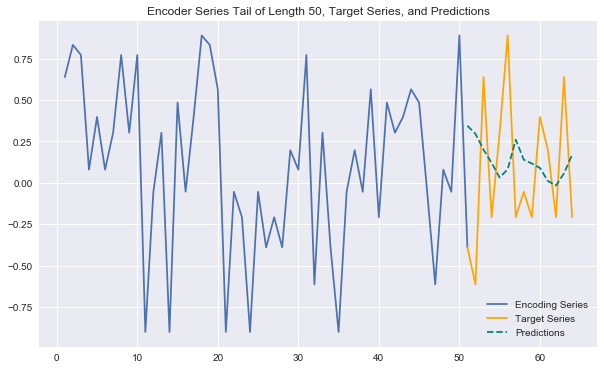 Encoder Series Tail of Length 50, Target Series, and Predictions
0.75
0.50
0.25
0.00
−0.25
−0.50
−0.75
0 10 20 30 40 50 60
Encoding Series
Target Series
Predictions